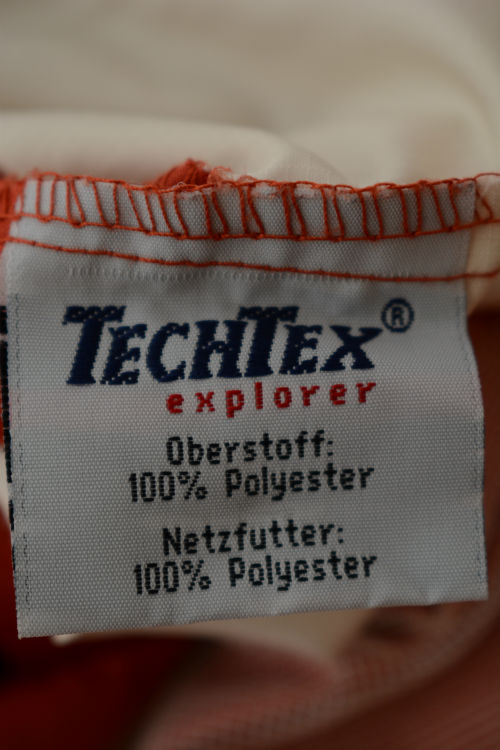 TECHTEX®
explorer
Oberstoff:
100% Polyester
Netzfutter:
100% Polyester